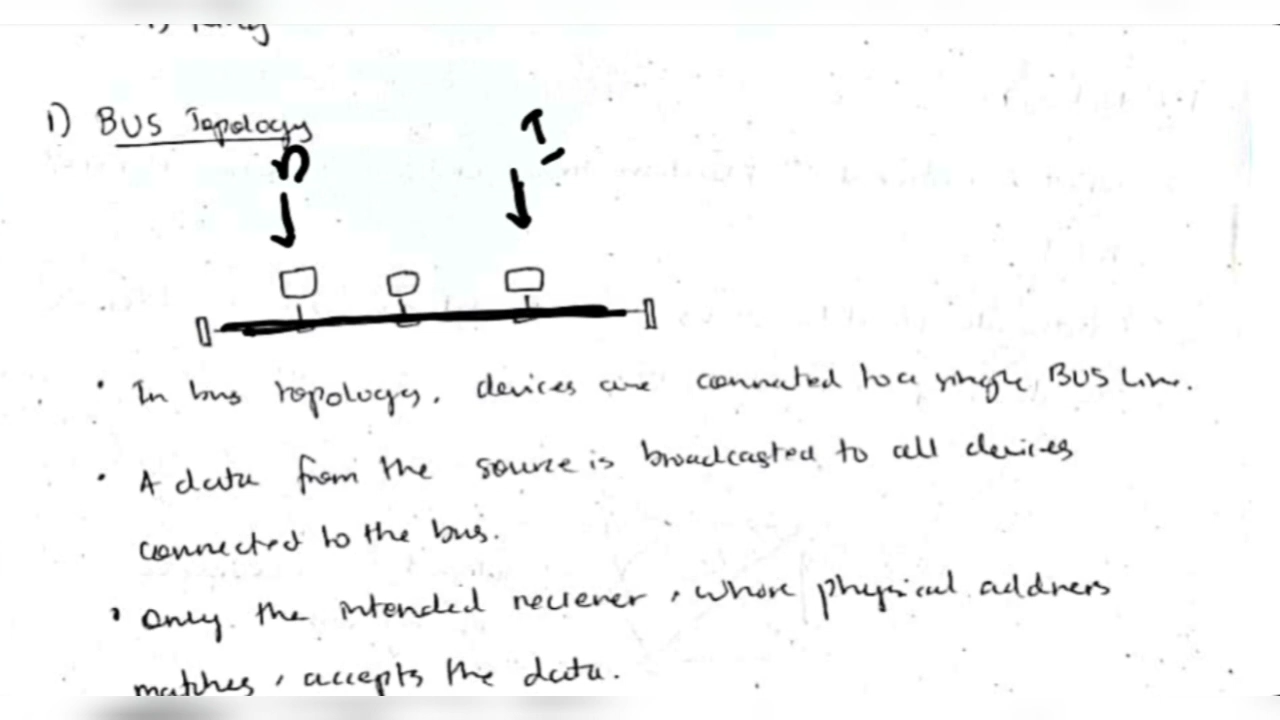 1) BUS Topology
In bus topology, devices are connected to a single BUS Line.
A data from the source is broadcasted to all devices
connected to the bus.
Only the intended reciever, whose physical address
matches, accepts the data.